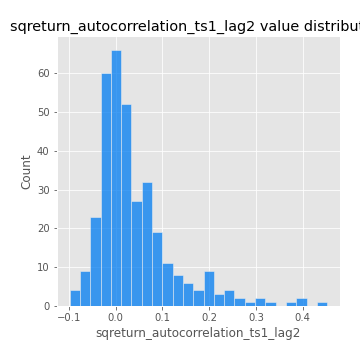 sqreturn_autocorrelation_ts1_lag2 value distribut
60
50
40
30
20
10
0
Count
−0.1 0.0 0.1 0.2 0.3 0.4
sqreturn_autocorrelation_ts1_lag2